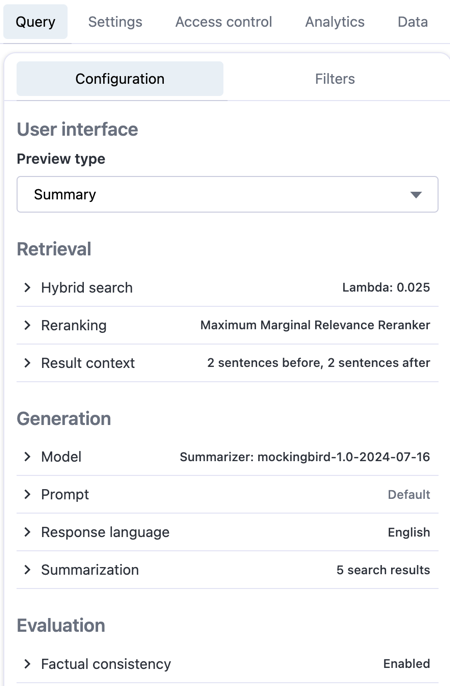 Query Settings Access control Analytics Data
Configuration Filters
User interface
Preview type
Summary
Retrieval
Hybrid search Lambda: 0.025
Reranking Maximum Marginal Relevance Reranker
Result context 2 sentences before, 2 sentences after
Generation
Model Summarizer: mockingbird-1.0-2024-07-16
Prompt Default
Response language English
Summarization 5 search results
Evaluation
Factual consistency Enabled